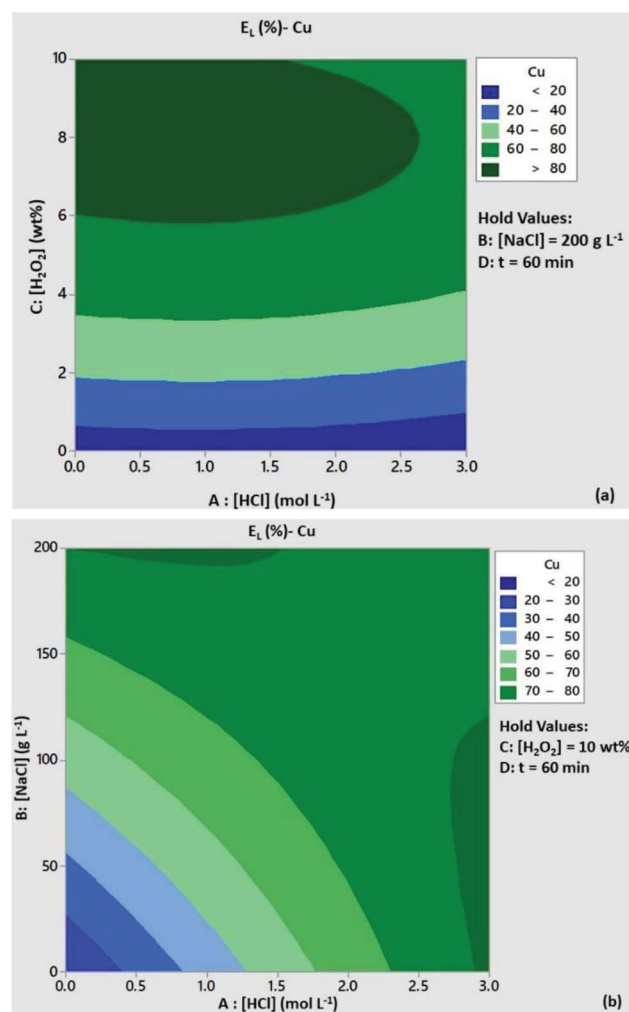 E_L (%)- Cu
Cu
< 20
20 – 40
40 – 60
60 – 80
> 80
Hold Values:
B: [NaCl] = 200 g L⁻¹
D: t = 60 min
C: [H₂O₂] (wt%)
10
8
6
4
2
0
0.0 0.5 1.0 1.5 2.0 2.5 3.0
A : [HCl] (mol L⁻¹)
(a)
E_L (%)- Cu
Cu
< 20
20 – 30
30 – 40
40 – 50
50 – 60
60 – 70
70 – 80
Hold Values:
C: [H₂O₂] = 10 wt%
D: t = 60 min
B: [NaCl] (g L⁻¹)
200
150
100
50
0
0.0 0.5 1.0 1.5 2.0 2.5 3.0
A : [HCl] (mol L⁻¹)
(b)